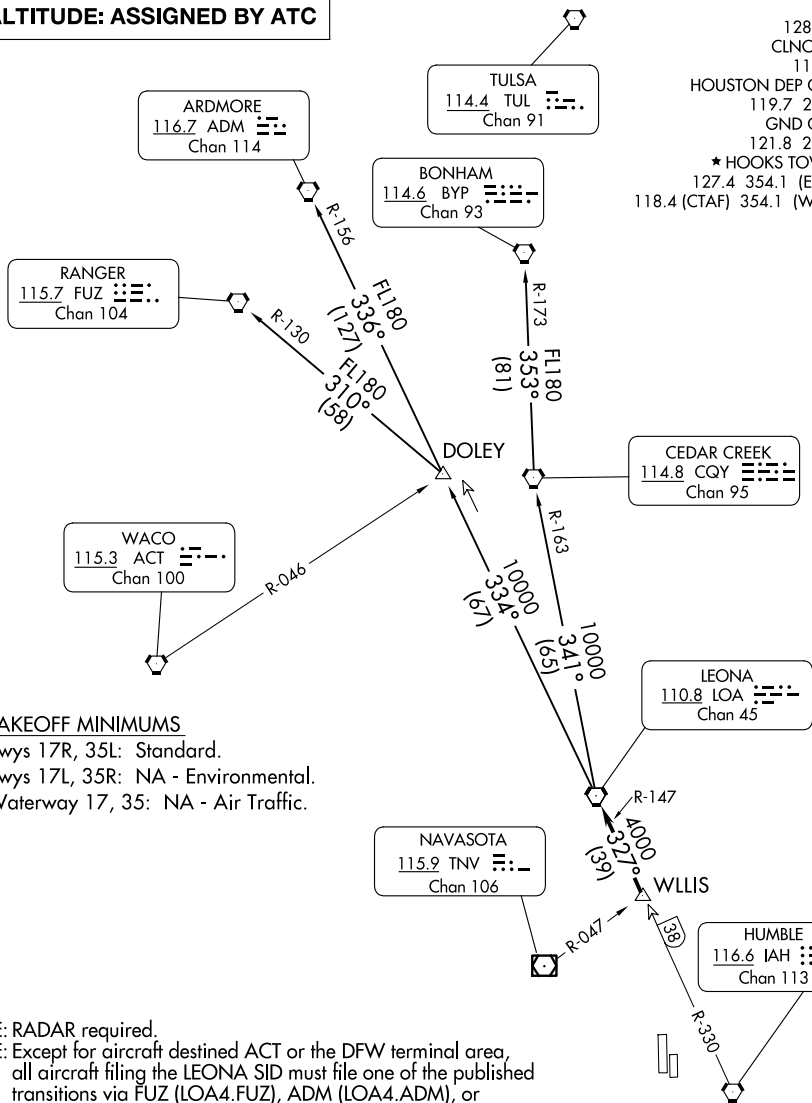 ALTITUDE: ASSIGNED BY ATC
128
CLNC
11
HOUSTON DEP
119.7 2
GND
121.8 2
★ HOOKS TOW
127.4 354.1 (E
118.4 (CTAF) 354.1 (W
TULSA
114.4 TUL
Chan 91
ARDMORE
116.7 ADM
Chan 114
BONHAM
114.6 BYP
Chan 93
RANGER
115.7 FUZ
Chan 104
R-156
R-130
R-173
FL180
336°
(127)
FL180
310°
(58)
FL180
353°
(81)
DOLEY
CEDAR CREEK
114.8 CQY
Chan 95
WACO
115.3 ACT
Chan 100
R-046
R-163
10000
334°
(67)
10000
341°
(65)
LEONA
110.8 LOA
Chan 45
AKEOFF MINIMUMS
wys 17R, 35L: Standard.
wys 17L, 35R: NA - Environmental.
Waterway 17, 35: NA - Air Traffic.
R-147
4000
327°
(39)
NAVASOTA
115.9 TNV
Chan 106
WLLIS
R-047
38
HUMBLE
116.6 IAH
Chan 113
R-330
E: RADAR required.
E: Except for aircraft destined ACT or the DFW terminal area,
all aircraft filing the LEONA SID must file one of the published
transitions via FUZ (LOA4.FUZ), ADM (LOA4.ADM), or